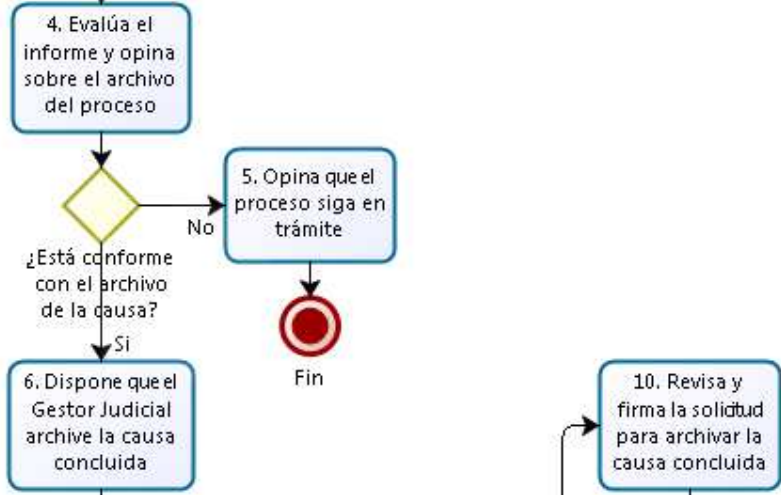 4. Evalúa el
informe y opina
sobre el archivo
del proceso
5. Opina que el
proceso siga en
trámite
No
¿Está conforme
con el archivo
de la causa?
Si
Fin
6. Dispone que el
Gestor Judicial
archive la causa
concluida
10. Revisa y
firma la solicitud
para archivar la
causa concluida